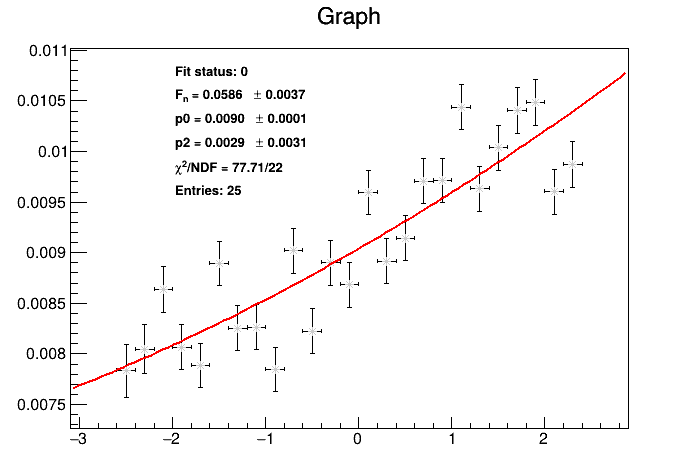 Graph
0.011
0.0105
0.01
0.0095
0.009
0.0085
0.008
0.0075
Fit status: 0
Fn = 0.0586 ± 0.0037
p0 = 0.0090 ± 0.0001
p2 = 0.0029 ± 0.0031
χ²/NDF = 77.71/22
Entries: 25
−3 −2 −1 0 1 2